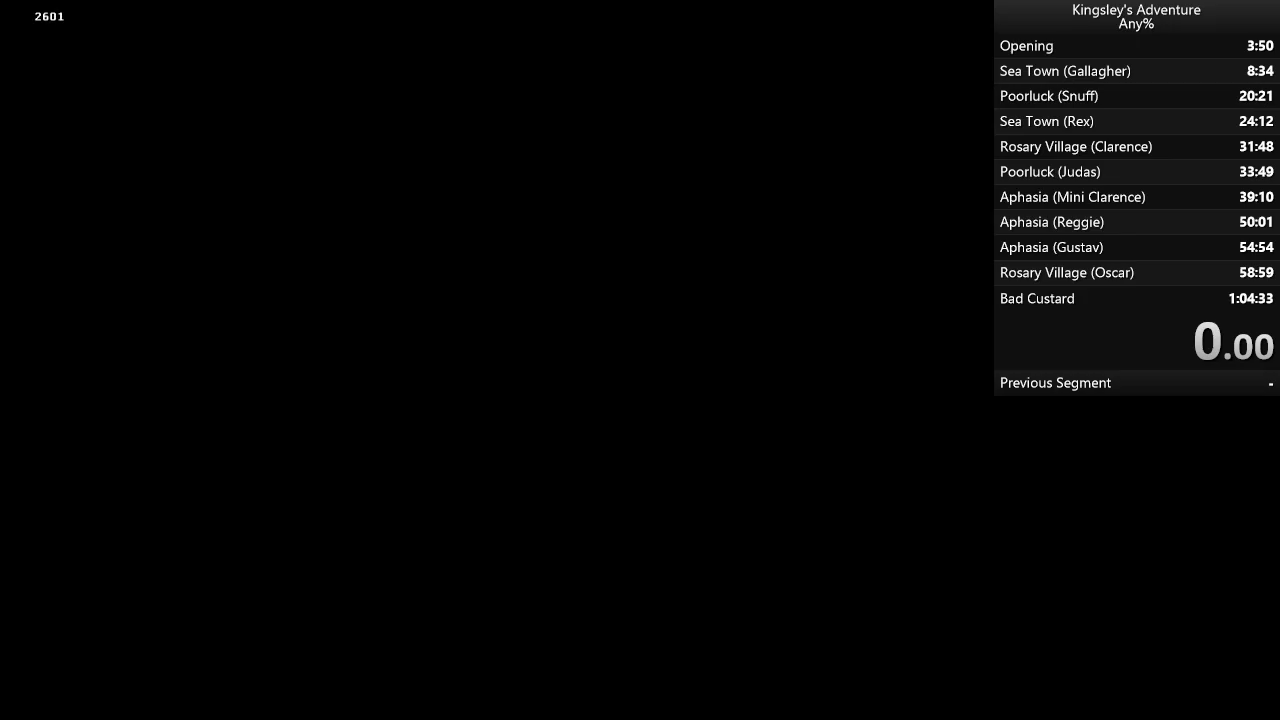 2601
Kingsley's Adventure
Any%
Opening 3:50
Sea Town (Gallagher) 8:34
Poorluck (Snuff) 20:21
Sea Town (Rex) 24:12
Rosary Village (Clarence) 31:48
Poorluck (Judas) 33:49
Aphasia (Mini Clarence) 39:10
Aphasia (Reggie) 50:01
Aphasia (Gustav) 54:54
Rosary Village (Oscar) 58:59
Bad Custard 1:04:33
0.00
Previous Segment -